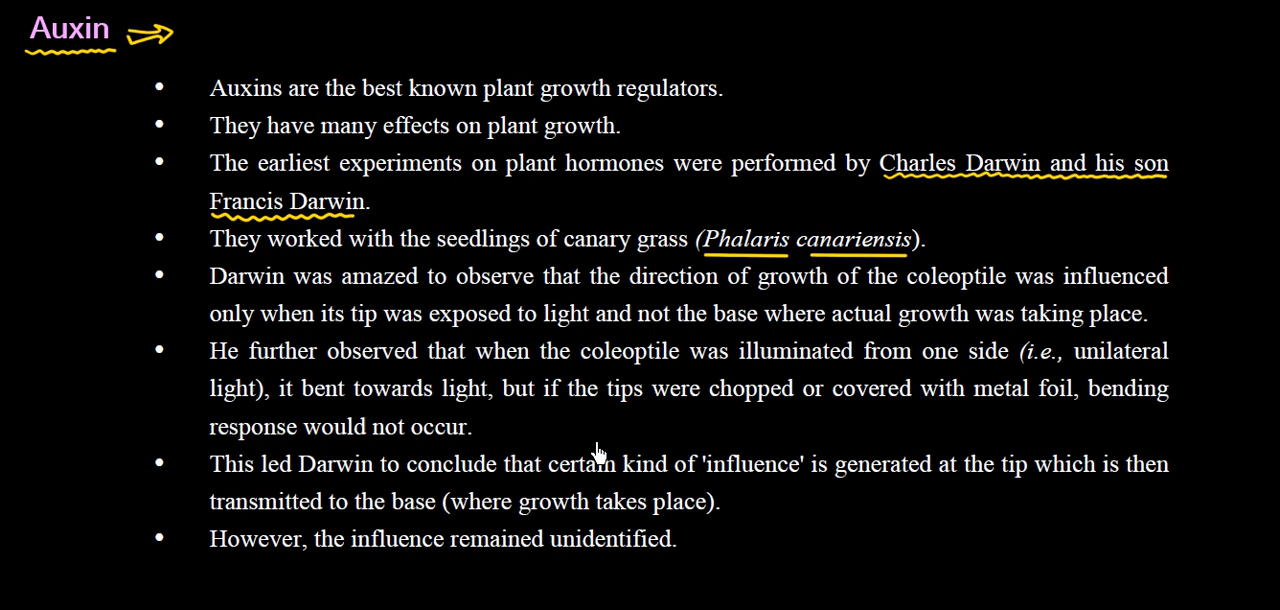 Auxin
• Auxins are the best known plant growth regulators.
• They have many effects on plant growth.
• The earliest experiments on plant hormones were performed by Charles Darwin and his son
Francis Darwin.
• They worked with the seedlings of canary grass (Phalaris canariensis).
• Darwin was amazed to observe that the direction of growth of the coleoptile was influenced
only when its tip was exposed to light and not the base where actual growth was taking place.
• He further observed that when the coleoptile was illuminated from one side (i.e., unilateral
light), it bent towards light, but if the tips were chopped or covered with metal foil, bending
response would not occur.
• This led Darwin to conclude that certain kind of 'influence' is generated at the tip which is then
transmitted to the base (where growth takes place).
• However, the influence remained unidentified.